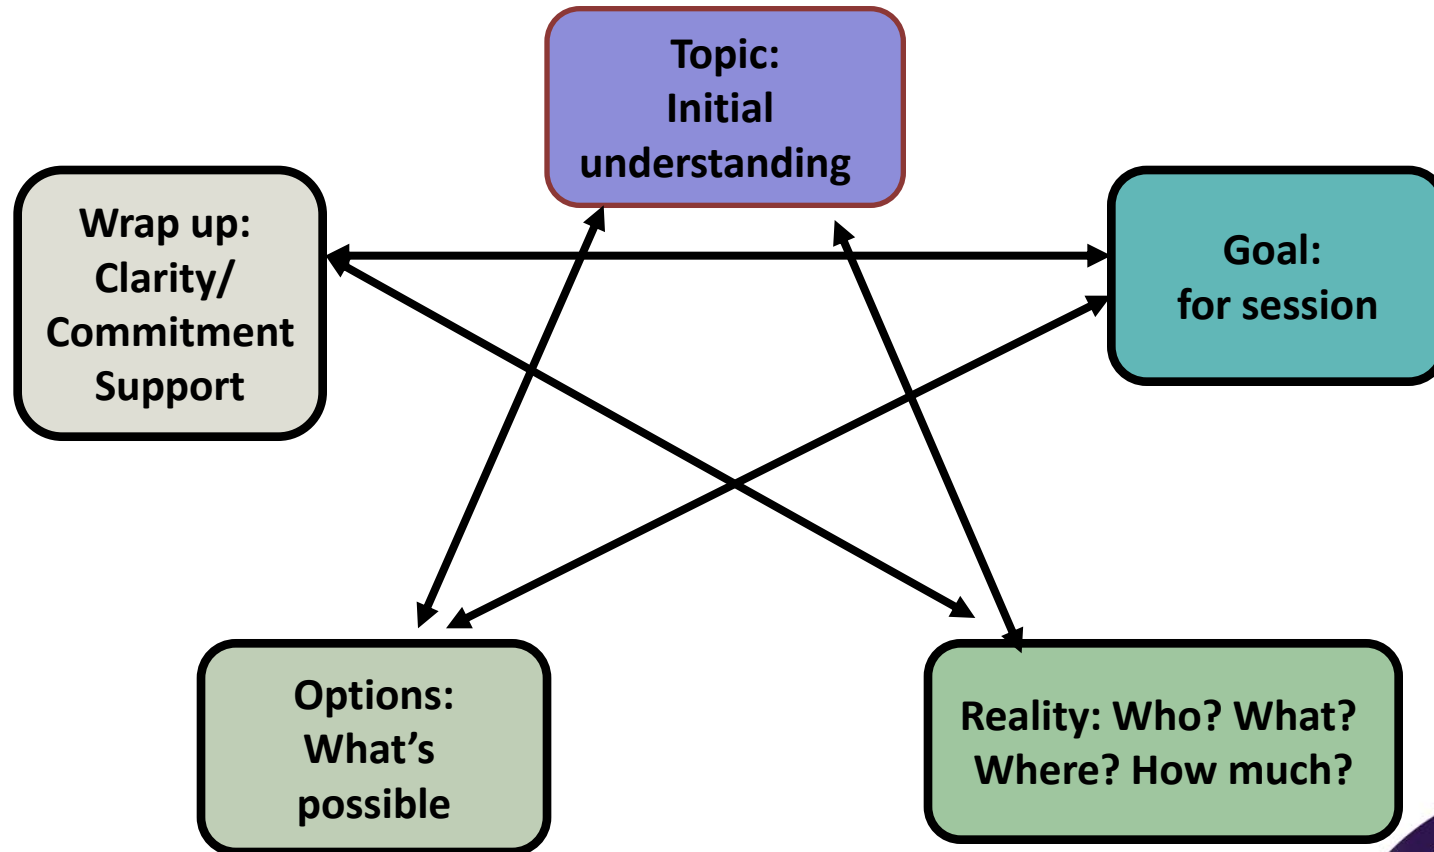 Topic:
Initial
understanding
Wrap up:
Clarity/
Commitment
Support
Goal:
for session
Options:
What’s
possible
Reality: Who? What?
Where? How much?